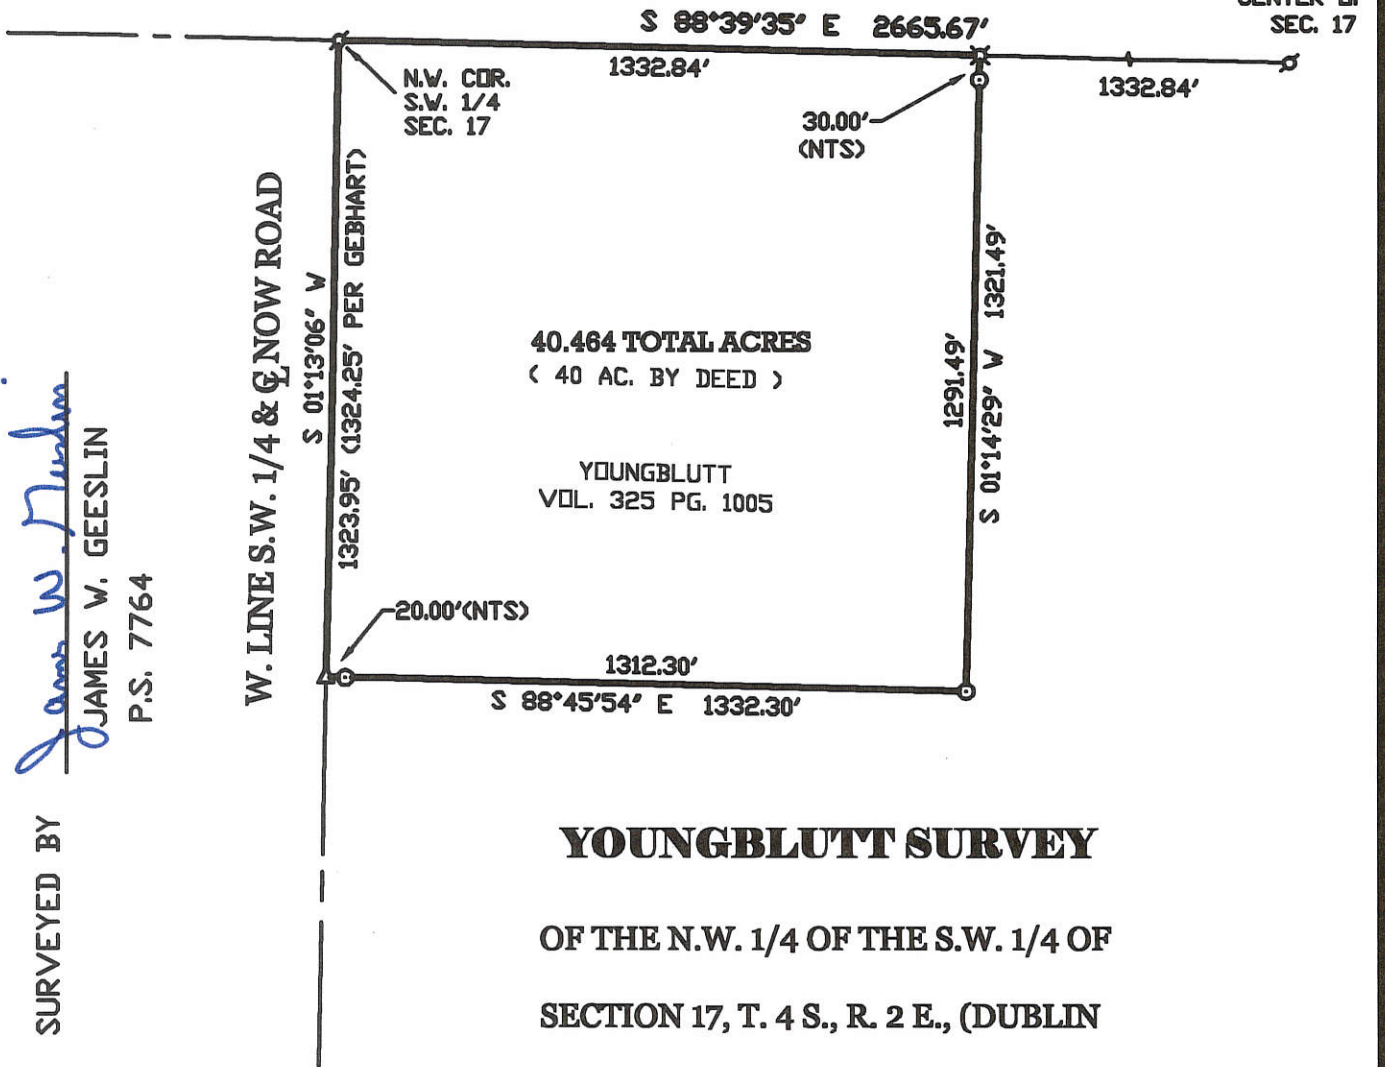 S 88°39'35" E 2665.67'
SEC. 17
1332.84'
1332.84'
N.W. COR.
S.W. 1/4
SEC. 17
30.00'
(NTS)
W. LINE S.W. 1/4 & ℄ NOW ROAD
S 01°13'06" W
1323.95' (1324.25' PER GEBHART)
40.464 TOTAL ACRES
( 40 AC. BY DEED )
YOUNGBLUTT
VOL. 325 PG. 1005
1291.49'
S 01°14'29" W 1321.49'
20.00'(NTS)
1312.30'
S 88°45'54" E 1332.30'
SURVEYED BY James W. Geeslin
JAMES W. GEESLIN
P.S. 7764
YOUNGBLUTT SURVEY
OF THE N.W. 1/4 OF THE S.W. 1/4 OF
SECTION 17, T. 4 S., R. 2 E., (DUBLIN